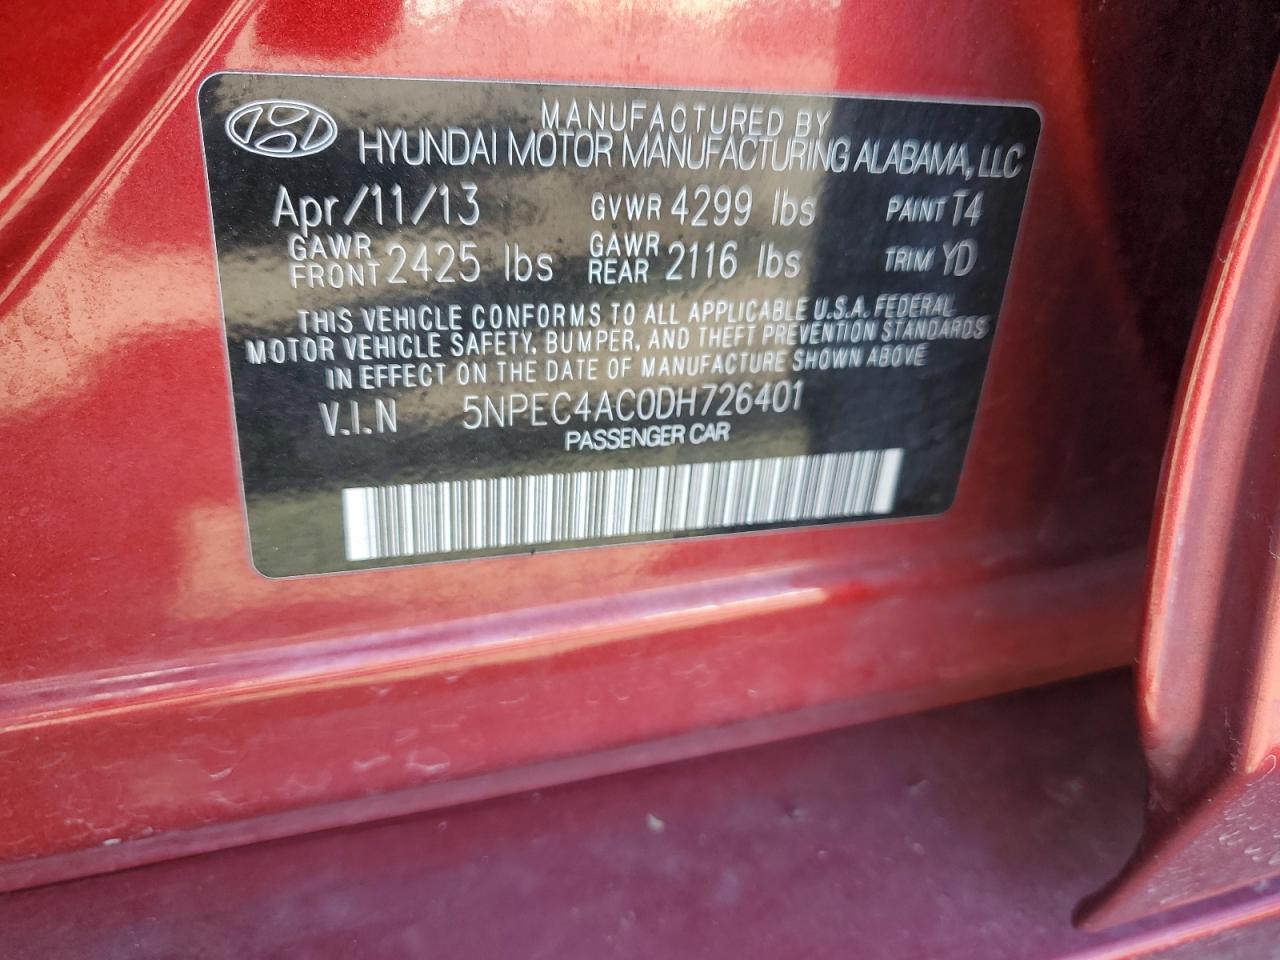 MANUFACTURED BY
HYUNDAI MOTOR MANUFACTURING ALABAMA, LLC
Apr/11/13 GVWR 4299 lbs PAINT T4
GAWR FRONT 2425 lbs GAWR REAR 2116 lbs TRIM YD
THIS VEHICLE CONFORMS TO ALL APPLICABLE U.S.A. FEDERAL
MOTOR VEHICLE SAFETY, BUMPER, AND THEFT PREVENTION STANDARDS
IN EFFECT ON THE DATE OF MANUFACTURE SHOWN ABOVE
V.I.N 5NPEC4AC0DH726401
PASSENGER CAR